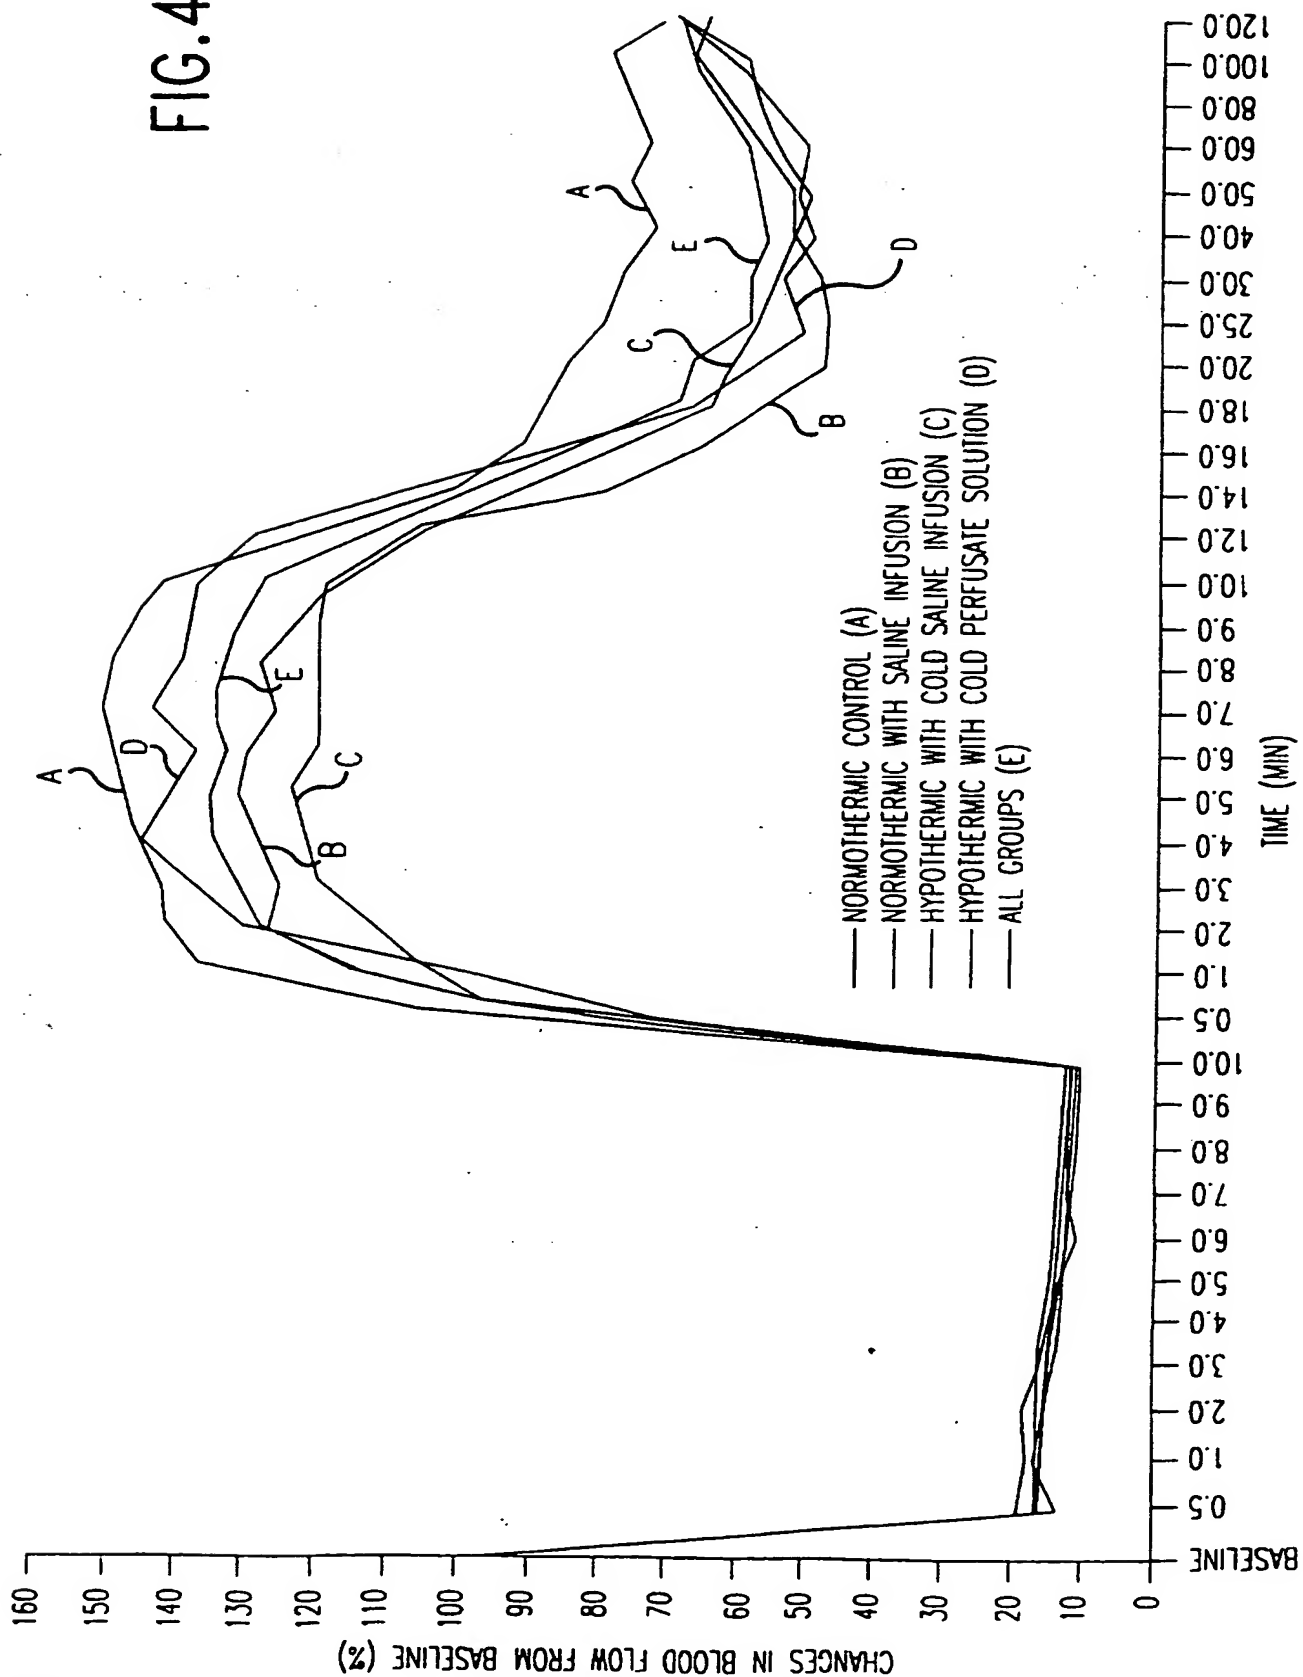 FIG. 4
160
150
140
130
120
110
100
90
80
70
60
50
40
30
20
10
0
CHANGES IN BLOOD FLOW FROM BASELINE (%)
A
D
E
B
C
A
E
C
D
B
NORMOTHERMIC CONTROL (A)
NORMOTHERMIC WITH SALINE INFUSION (B)
HYPOTHERMIC WITH COLD SALINE INFUSION (C)
HYPOTHERMIC WITH COLD PERFUSATE SOLUTION (D)
ALL GROUPS (E)
BASELINE
0.5
1.0
2.0
3.0
4.0
5.0
6.0
7.0
8.0
9.0
10.0
0.5
1.0
2.0
3.0
4.0
5.0
6.0
7.0
8.0
9.0
10.0
12.0
14.0
16.0
18.0
20.0
25.0
30.0
40.0
50.0
60.0
80.0
100.0
120.0
TIME (MIN)